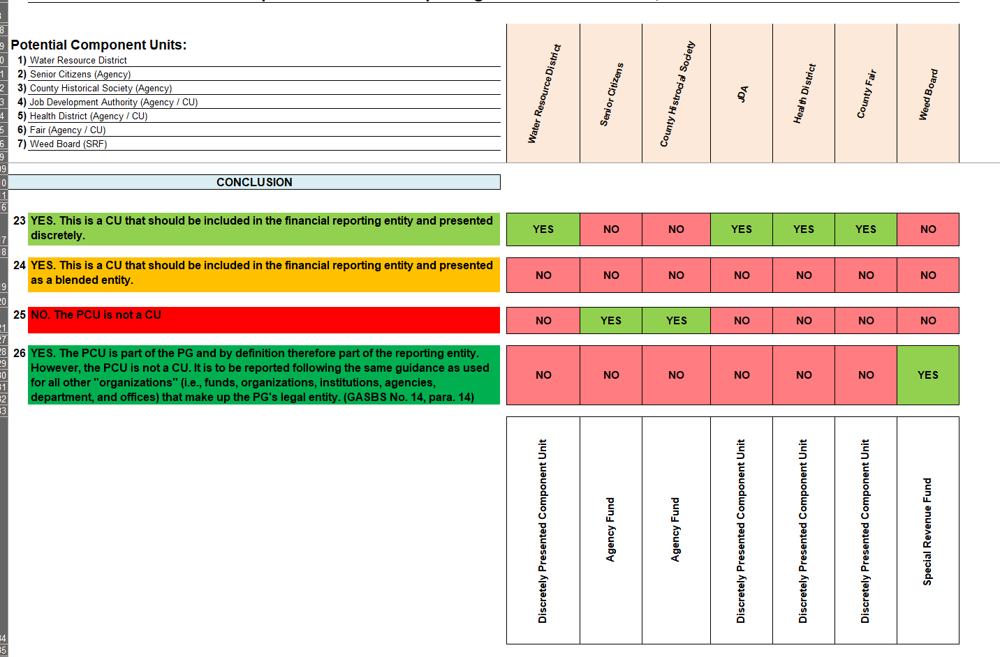 Potential Component Units:
1) Water Resource District
2) Senior Citizens (Agency)
3) County Historical Society (Agency)
4) Job Development Authority (Agency / CU)
5) Health District (Agency / CU)
6) Fair (Agency / CU)
7) Weed Board (SRF)
Water Resource District
Senior Citizens
County Histrocial Society
JDA
Health District
County Fair
Weed Board
CONCLUSION
23 YES. This is a CU that should be included in the financial reporting entity and presented
discretely.
YES NO NO YES YES YES NO
24 YES. This is a CU that should be included in the financial reporting entity and presented
as a blended entity.
NO NO NO NO NO NO NO
25 NO. The PCU is not a CU
NO YES YES NO NO NO NO
26 YES. The PCU is part of the PG and by definition therefore part of the reporting entity.
However, the PCU is not a CU. It is to be reported following the same guidance as used
for all other "organizations" (i.e., funds, organizations, institutions, agencies,
department, and offices) that make up the PG's legal entity. (GASBS No. 14, para. 14)
NO NO NO NO NO NO YES
Discretely Presented Component Unit
Agency Fund
Agency Fund
Discretely Presented Component Unit
Discretely Presented Component Unit
Discretely Presented Component Unit
Special Revenue Fund